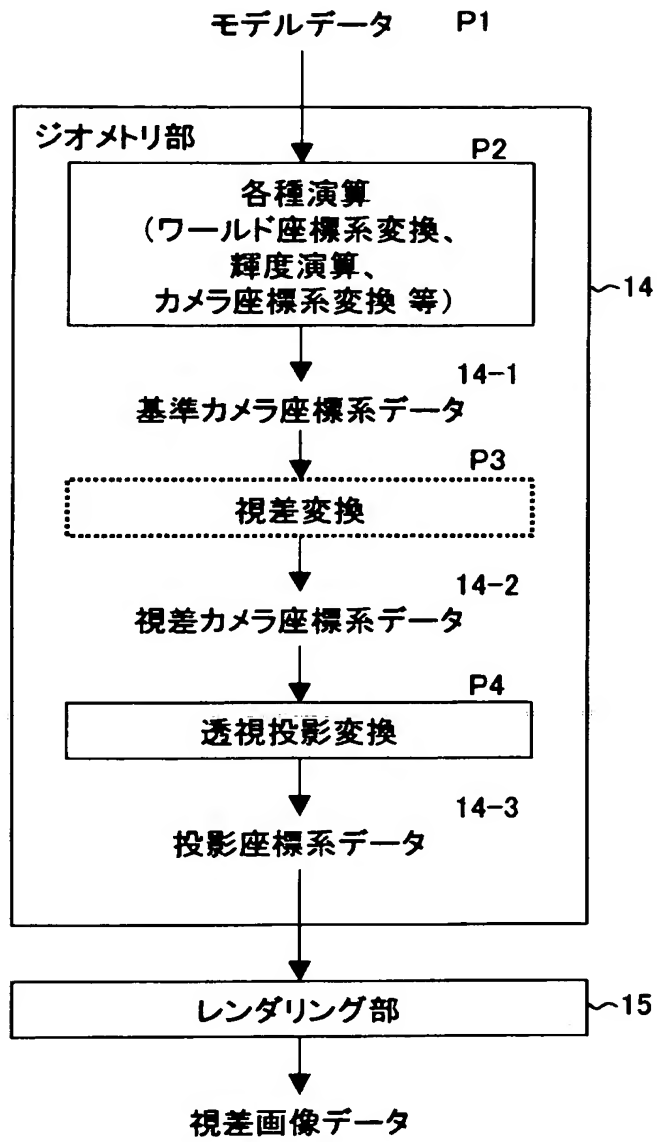 モデルデータ P1
ジオメトリ部
P2
各種演算
(ワールド座標系変換、
輝度演算、
カメラ座標系変換 等)
14
14-1
基準カメラ座標系データ
P3
視差変換
14-2
視差カメラ座標系データ
P4
透視投影変換
14-3
投影座標系データ
レンダリング部
15
視差画像データ